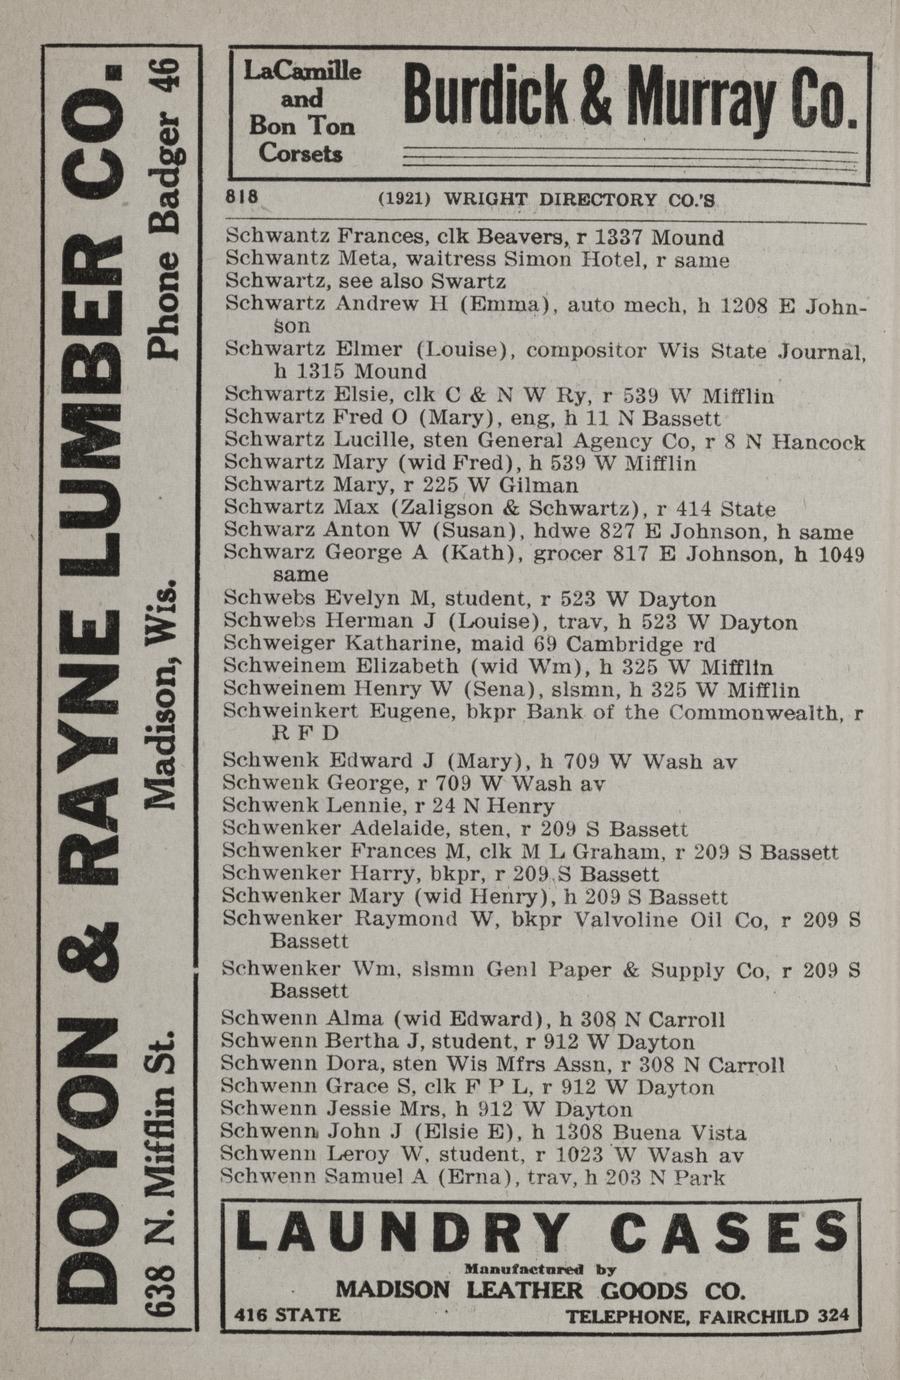 DOYON & RAYNE LUMBER CO.
638 N. Mifflin St. Madison, Wis. Phone Badger 46
LaCamille
and
Bon Ton
Corsets
Burdick & Murray Co.
818 (1921) WRIGHT DIRECTORY CO.'S
Schwantz Frances, clk Beavers, r 1337 Mound
Schwantz Meta, waitress Simon Hotel, r same
Schwartz, see also Swartz
Schwartz Andrew H (Emma), auto mech, h 1208 E John-
son
Schwartz Elmer (Louise), compositor Wis State Journal,
h 1315 Mound
Schwartz Elsie, clk C & N W Ry, r 539 W Mifflin
Schwartz Fred O (Mary), eng, h 11 N Bassett
Schwartz Lucille, sten General Agency Co, r 8 N Hancock
Schwartz Mary (wid Fred), h 539 W Mifflin
Schwartz Mary, r 225 W Gilman
Schwartz Max (Zaligson & Schwartz), r 414 State
Schwarz Anton W (Susan), hdwe 827 E Johnson, h same
Schwarz George A (Kath), grocer 817 E Johnson, h 1049
same
Schwebs Evelyn M, student, r 523 W Dayton
Schwebs Herman J (Louise), trav, h 523 W Dayton
Schweiger Katharine, maid 69 Cambridge rd
Schweinem Elizabeth (wid Wm), h 325 W Mifflin
Schweinem Henry W (Sena), slsmn, h 325 W Mifflin
Schweinkert Eugene, bkpr Bank of the Commonwealth, r
R F D
Schwenk Edward J (Mary), h 709 W Wash av
Schwenk George, r 709 W Wash av
Schwenk Lennie, r 24 N Henry
Schwenker Adelaide, sten, r 209 S Bassett
Schwenker Frances M, clk M L Graham, r 209 S Bassett
Schwenker Harry, bkpr, r 209 S Bassett
Schwenker Mary (wid Henry), h 209 S Bassett
Schwenker Raymond W, bkpr Valvoline Oil Co, r 209 S
Bassett
Schwenker Wm, slsmn Genl Paper & Supply Co, r 209 S
Bassett
Schwenn Alma (wid Edward), h 308 N Carroll
Schwenn Bertha J, student, r 912 W Dayton
Schwenn Dora, sten Wis Mfrs Assn, r 308 N Carroll
Schwenn Grace S, clk F P L, r 912 W Dayton
Schwenn Jessie Mrs, h 912 W Dayton
Schwenn John J (Elsie E), h 1308 Buena Vista
Schwenn Leroy W, student, r 1023 W Wash av
Schwenn Samuel A (Erna), trav, h 203 N Park
LAUNDRY CASES
Manufactured by
MADISON LEATHER GOODS CO.
416 STATE TELEPHONE, FAIRCHILD 324